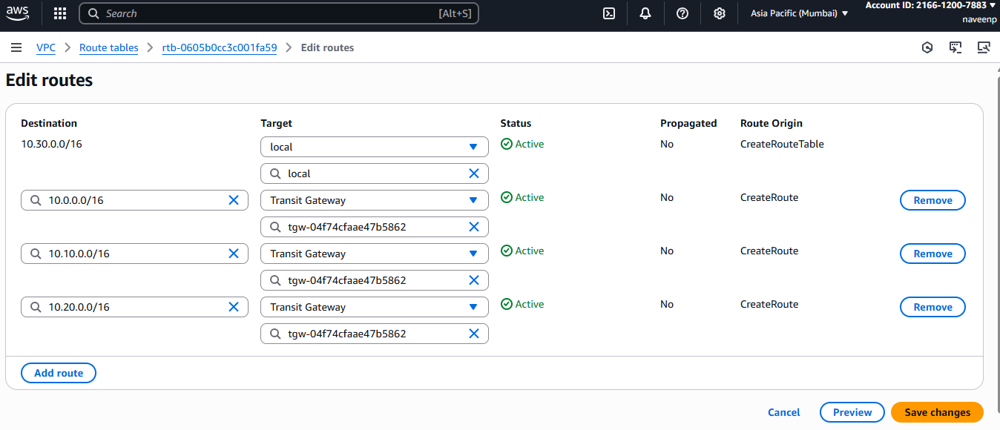 aws
Search [Alt+S]
Asia Pacific (Mumbai)
Account ID: 2166-1200-7883
naveenp
VPC
Route tables
rtb-0605b0cc3c001fa59
Edit routes
Edit routes
Destination Target Status Propagated Route Origin
10.30.0.0/16 local Active No CreateRouteTable
local
10.0.0.0/16 Transit Gateway Active No CreateRoute Remove
tgw-04f74cfaae47b5862
10.10.0.0/16 Transit Gateway Active No CreateRoute Remove
tgw-04f74cfaae47b5862
10.20.0.0/16 Transit Gateway Active No CreateRoute Remove
tgw-04f74cfaae47b5862
Add route
Cancel Preview Save changes